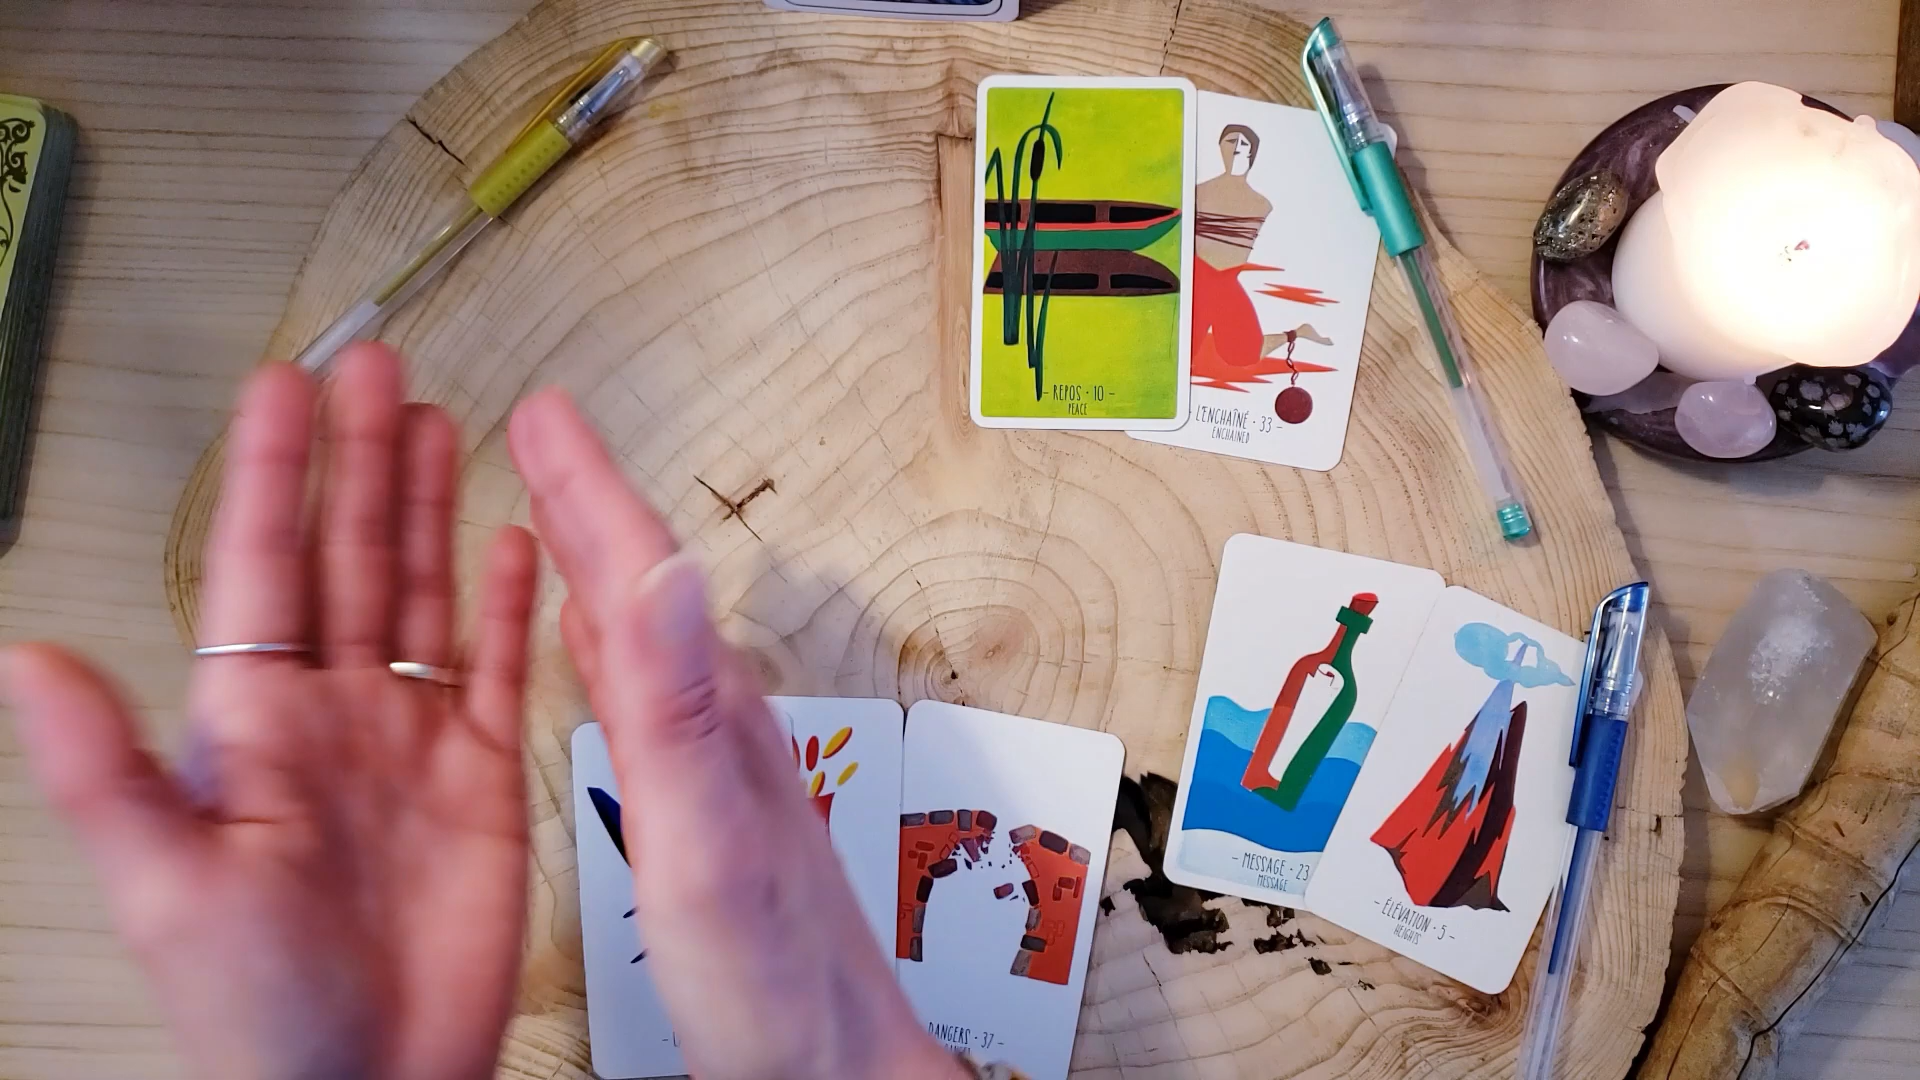 - REPOS · 10 -
PEACE
- L'ENCHAÎNÉ · 33 -
ENCHAINED
- MESSAGE · 23
MESSAGE
- ÉLÉVATION · 5 -
HEIGHTS
DANGERS · 37 -